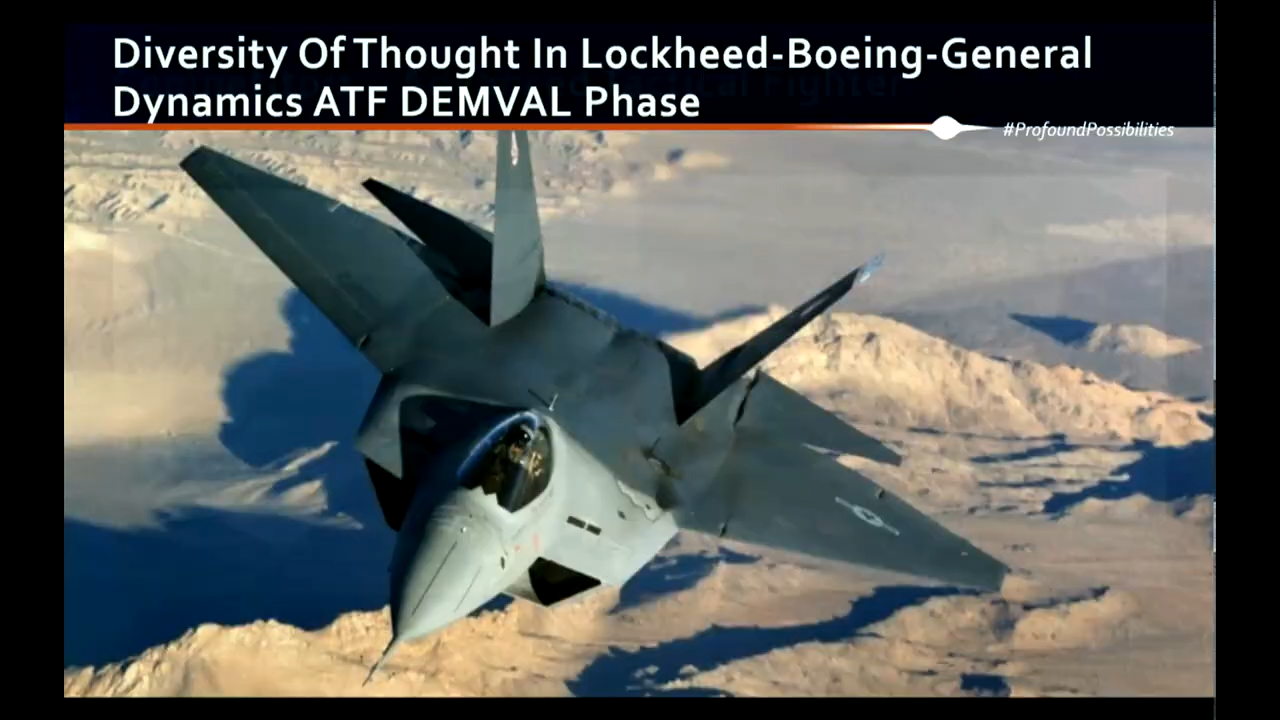 Diversity Of Thought In Lockheed-Boeing-General
Dynamics ATF DEMVAL Phase
#ProfoundPossibilities